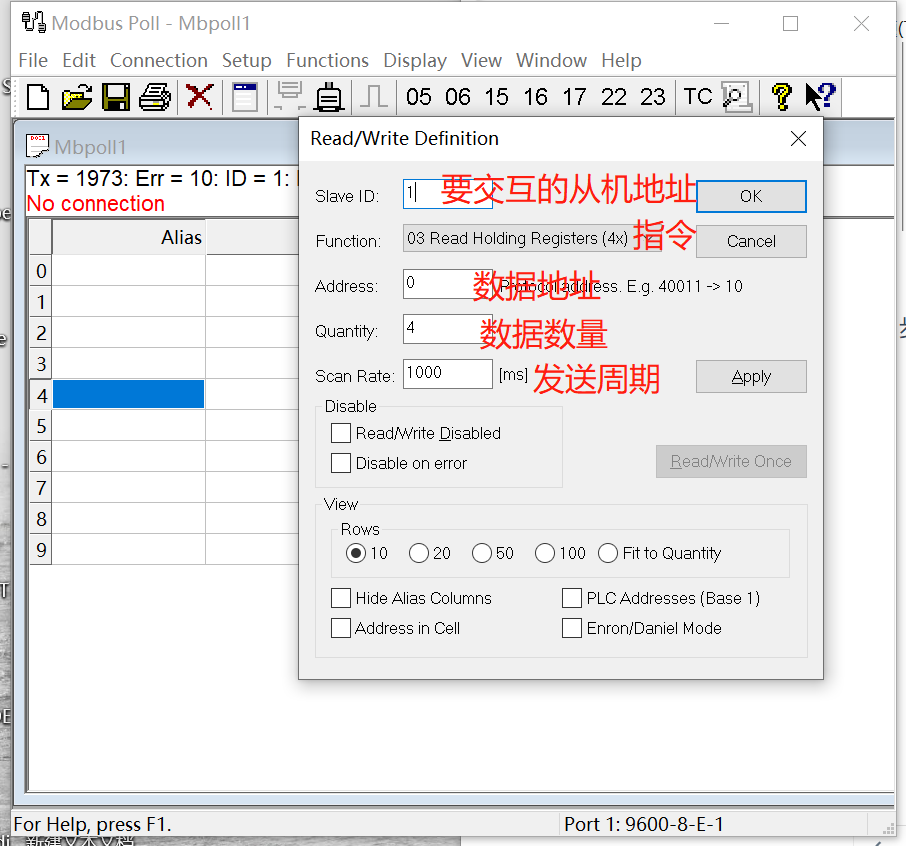 Modbus Poll - Mbpoll1
File Edit Connection Setup Functions Display View Window Help
05 06 15 16 17 22 23 TC
Mbpoll1
Tx = 1973: Err = 10: ID = 1:
No connection
Alias
0
1
2
3
4
5
6
7
8
9
Read/Write Definition
Slave ID: 1 要交互的从机地址 OK
Function: 03 Read Holding Registers (4x) 指令 Cancel
Address: 0 数据地址 Protocol address. E.g. 40011 -> 10
Quantity: 4 数据数量
Scan Rate: 1000 [ms] 发送周期 Apply
Disable
Read/Write Disabled
Disable on error
Read/Write Once
View
Rows
10 20 50 100 Fit to Quantity
Hide Alias Columns PLC Addresses (Base 1)
Address in Cell Enron/Daniel Mode
For Help, press F1. Port 1: 9600-8-E-1